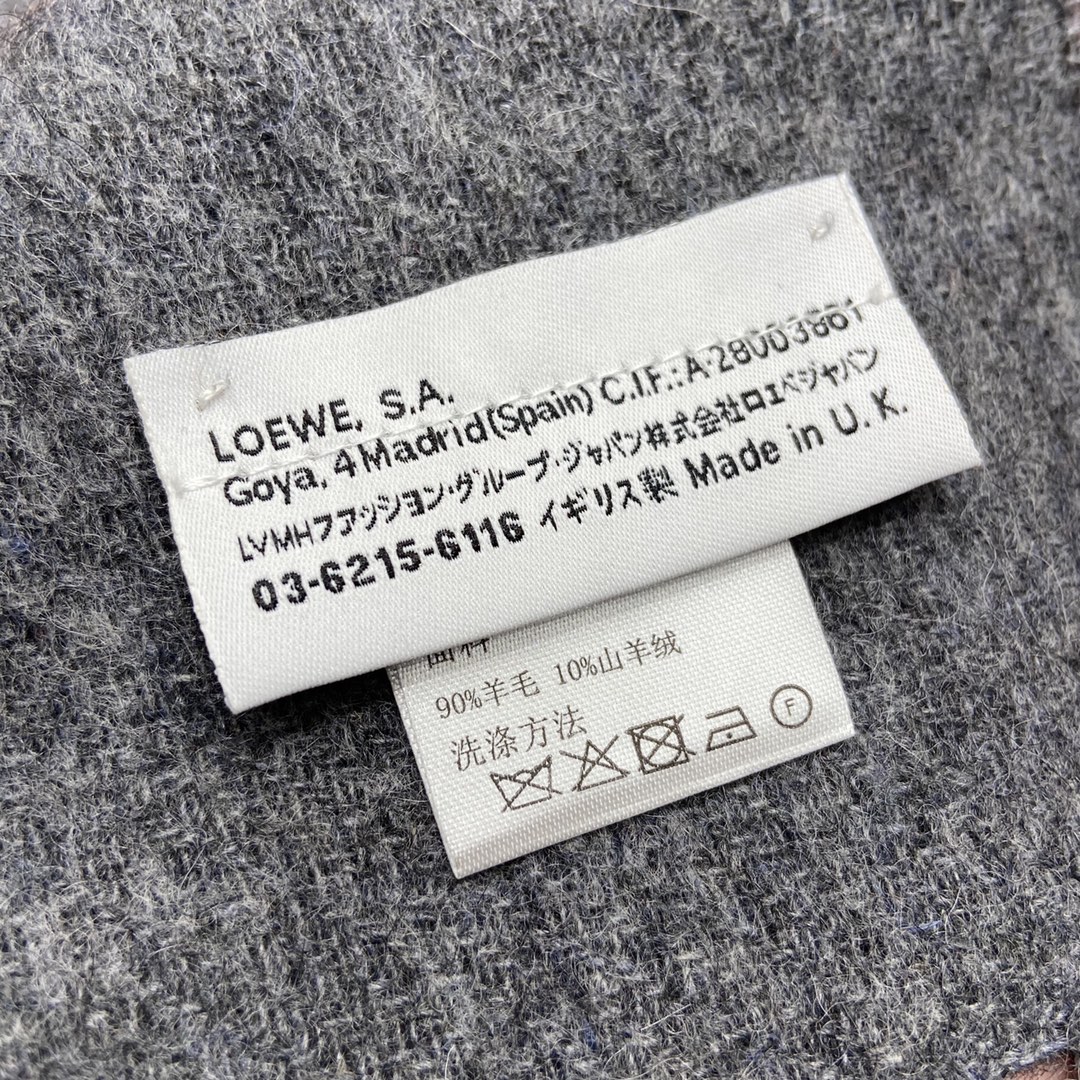 LOEWE, S.A.
Goya, 4 Madrid(Spain) C.I.F.: A-28003861
LVMHファッション・グループ・ジャパン株式会社ロエベジャパン
03-6215-6116 イギリス製 Made in U.K.
面料
90%羊毛 10%山羊绒
洗涤方法
F